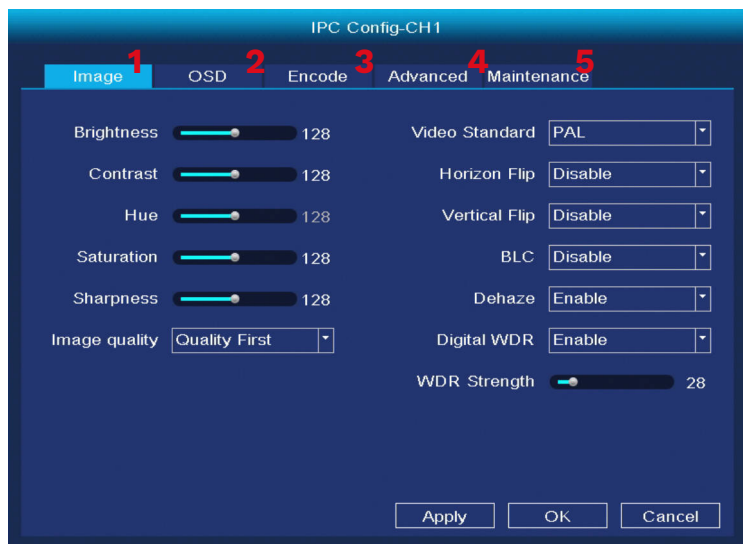 IPC Config-CH1
Image 1 OSD 2 Encode 3 Advanced 4 Maintenance 5
Brightness 128 Video Standard PAL
Contrast 128 Horizon Flip Disable
Hue 128 Vertical Flip Disable
Saturation 128 BLC Disable
Sharpness 128 Dehaze Enable
Image quality Quality First Digital WDR Enable
WDR Strength 28
Apply OK Cancel